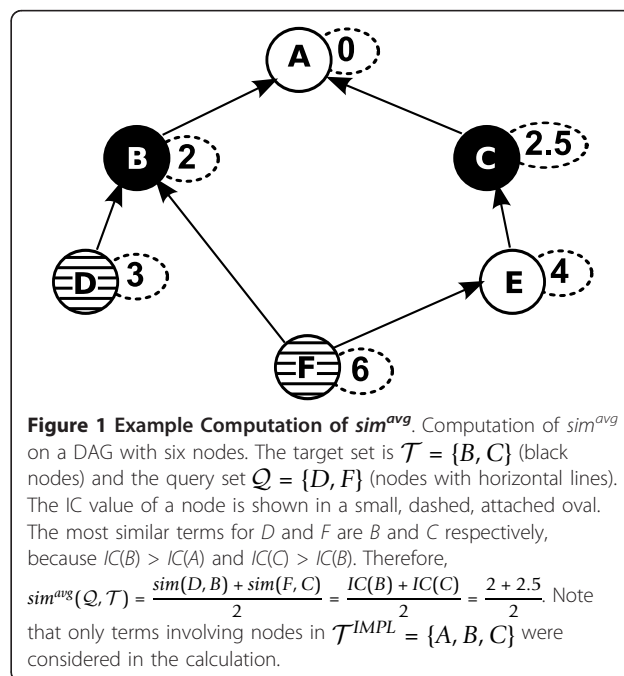 A 0
B 2
C 2.5
D 3
E 4
F 6
Figure 1 Example Computation of sim^avg. Computation of sim^avg
on a DAG with six nodes. The target set is 𝒯 = {B, C} (black
nodes) and the query set 𝒬 = {D, F} (nodes with horizontal lines).
The IC value of a node is shown in a small, dashed, attached oval.
The most similar terms for D and F are B and C respectively,
because IC(B) > IC(A) and IC(C) > IC(B). Therefore,
sim^avg(𝒬, 𝒯) = (sim(D, B) + sim(F, C))/2 = (IC(B) + IC(C))/2 = (2 + 2.5)/2. Note
that only terms involving nodes in 𝒯^IMPL = {A, B, C} were
considered in the calculation.